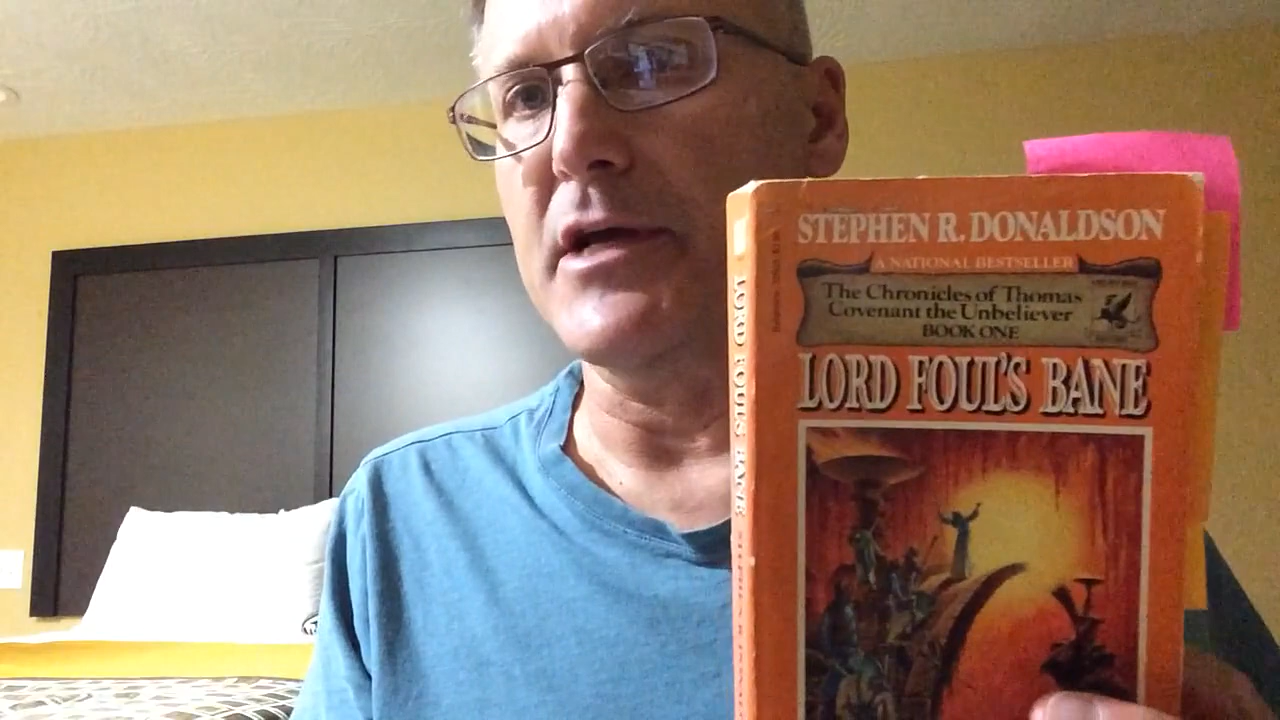 STEPHEN R. DONALDSON
A NATIONAL BESTSELLER
The Chronicles of Thomas
Covenant the Unbeliever
BOOK ONE
LORD FOUL'S BANE
LORD FOUL'S BANE